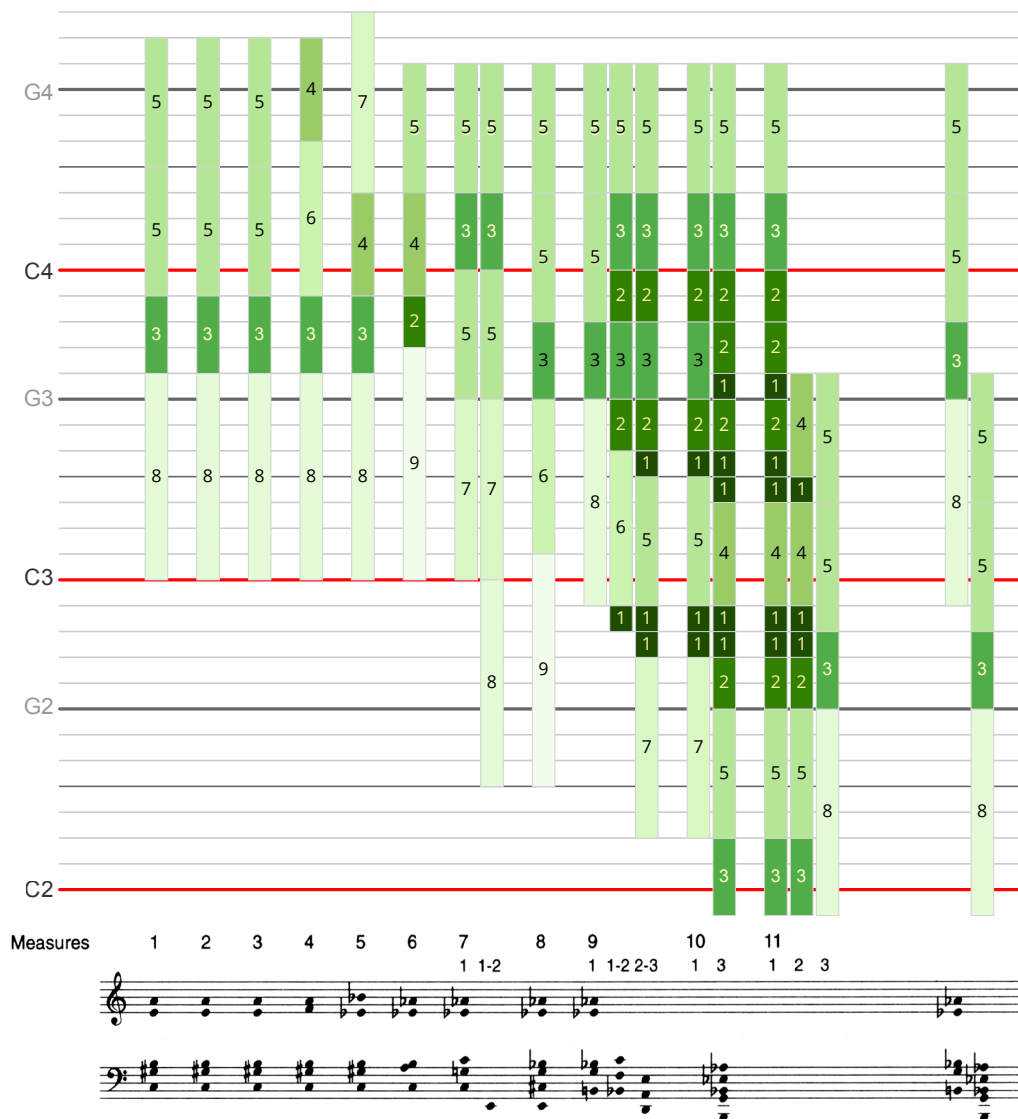 G4 4
5 5 5 7
5 5 5 5 5 5 5 5 5 5 5
6
5 5 5 3 3 3 3 3 3 3
4 4
5 5 5
C4
2 2 2 2 2
2
3 3 3 3 3 5 5
2 2
3 3 3 3 3 3
1 1
G3
2 2 2 2 2 4
5 5
9 1 1 1 1
8 8 8 8 8 6
7 7 1 1 1
8 8
6
5 5
4 4 4
5 5
C3
1 1 1 1 1 1
1 1 1 1 1
9 3 3
8 2 2 2
G2
7 7
5 5 5
8 8
3 3 3
C2
Measures 1 2 3 4 5 6 7 8 9 10 11
1 1-2 1 1-2 2-3 1 3 1 2 3